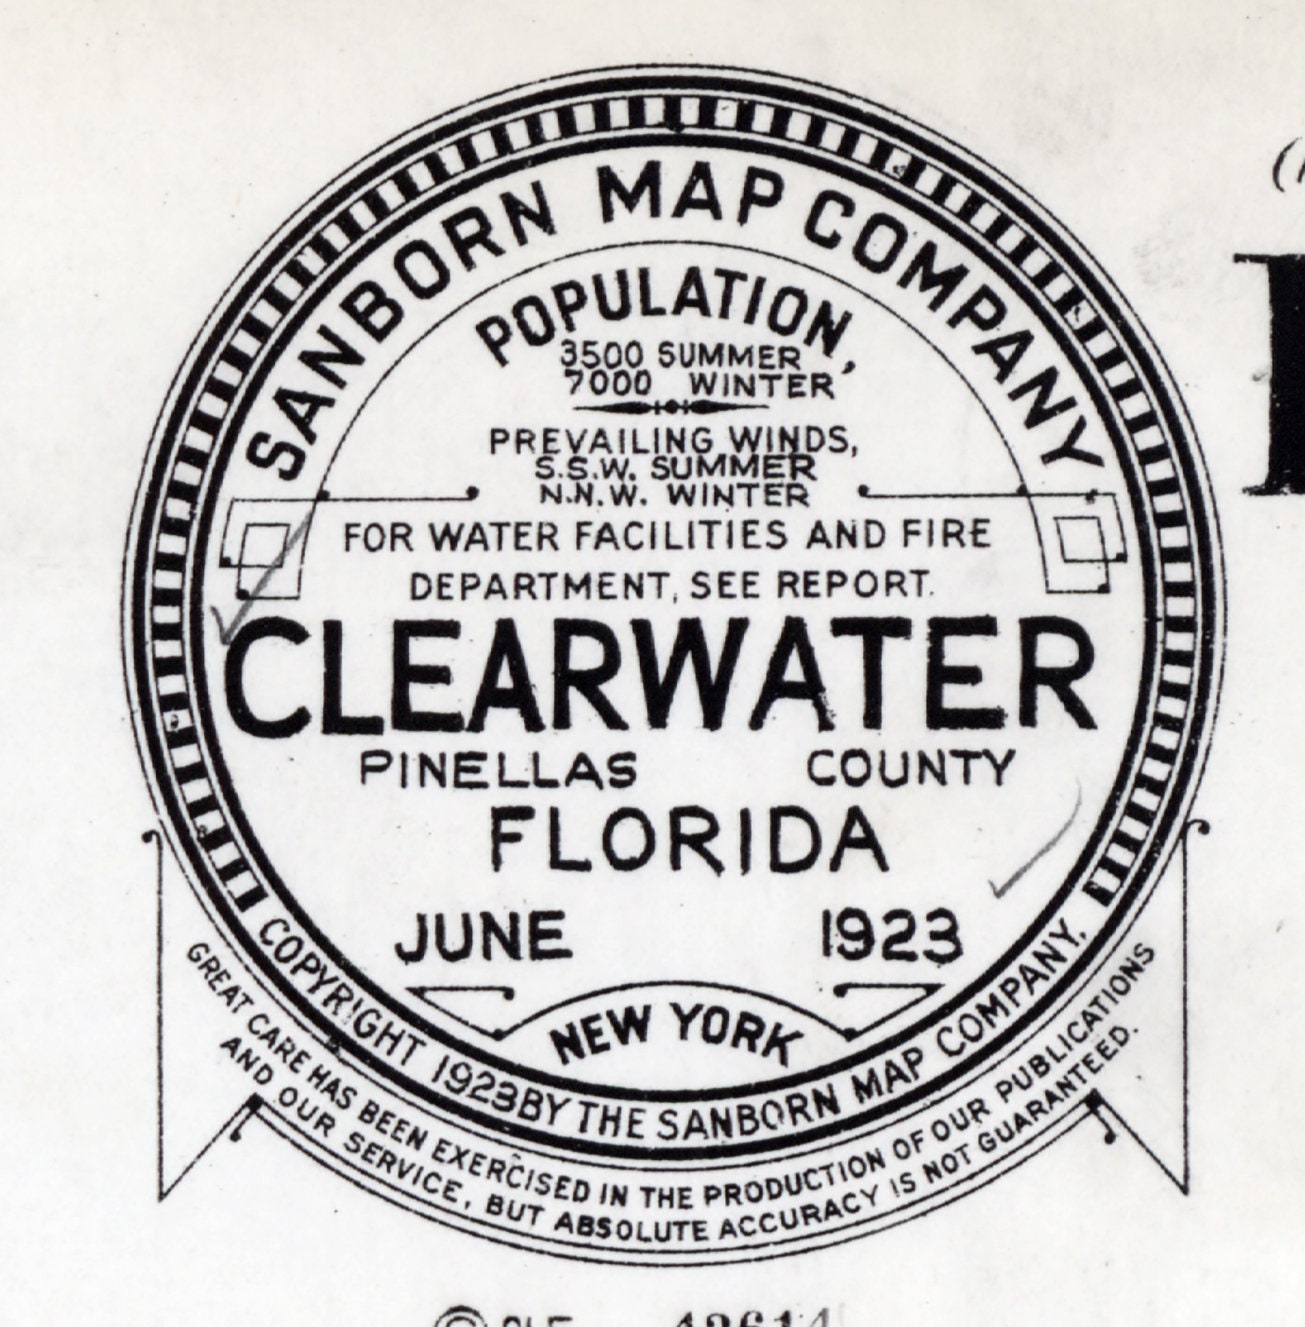 SANBORN MAP COMPANY
POPULATION,
3500 SUMMER
7000 WINTER
PREVAILING WINDS,
S.S.W. SUMMER
N.N.W. WINTER
FOR WATER FACILITIES AND FIRE
DEPARTMENT, SEE REPORT.
CLEARWATER
PINELLAS COUNTY
FLORIDA
JUNE 1923
NEW YORK
COPYRIGHT 1923 BY THE SANBORN MAP COMPANY.
GREAT CARE HAS BEEN EXERCISED IN THE PRODUCTION OF OUR PUBLICATIONS
AND OUR SERVICE, BUT ABSOLUTE ACCURACY IS NOT GUARANTEED.